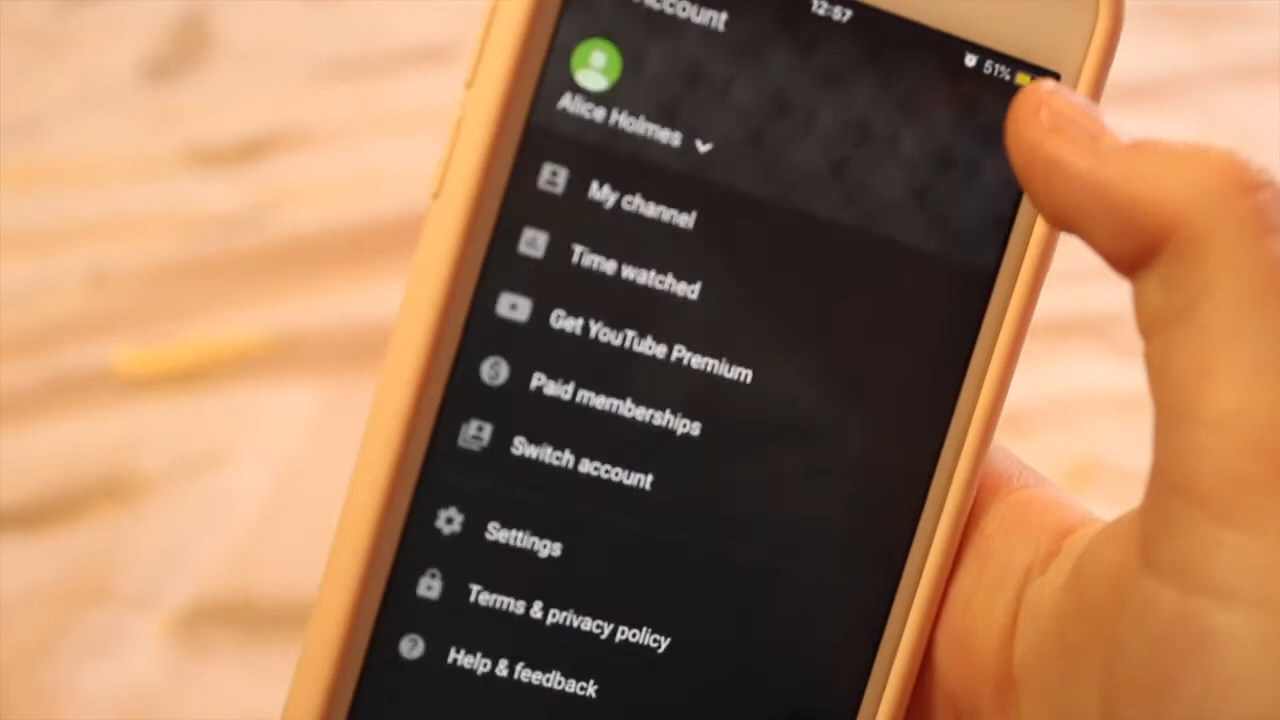 12:57
Account
51%
Alice Holmes
My channel
Time watched
Get YouTube Premium
Paid memberships
Switch account
Settings
Terms & privacy policy
Help & feedback